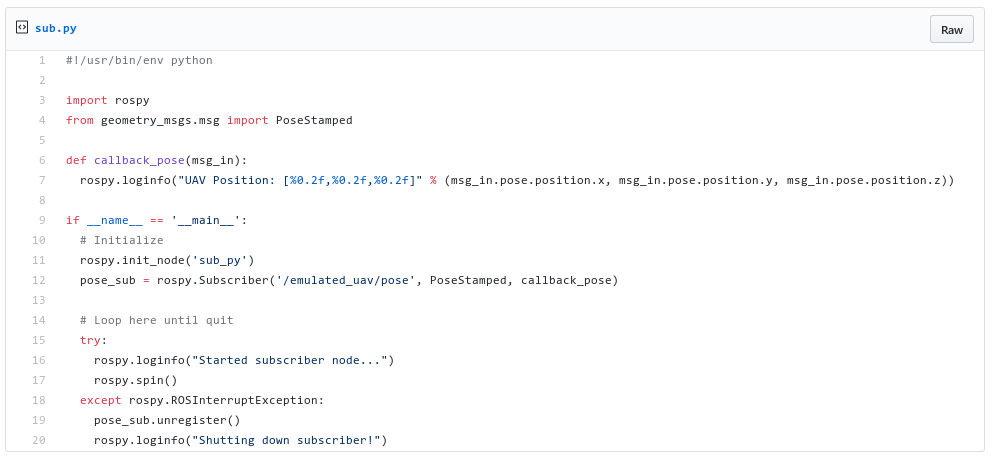 sub.py
Raw
1 #!/usr/bin/env python
2
3 import rospy
4 from geometry_msgs.msg import PoseStamped
5
6 def callback_pose(msg_in):
7   rospy.loginfo("UAV Position: [%0.2f,%0.2f,%0.2f]" % (msg_in.pose.position.x, msg_in.pose.position.y, msg_in.pose.position.z))
8
9 if __name__ == '__main__':
10   # Initialize
11   rospy.init_node('sub_py')
12   pose_sub = rospy.Subscriber('/emulated_uav/pose', PoseStamped, callback_pose)
13
14   # Loop here until quit
15   try:
16     rospy.loginfo("Started subscriber node...")
17     rospy.spin()
18   except rospy.ROSInterruptException:
19     pose_sub.unregister()
20     rospy.loginfo("Shutting down subscriber!")